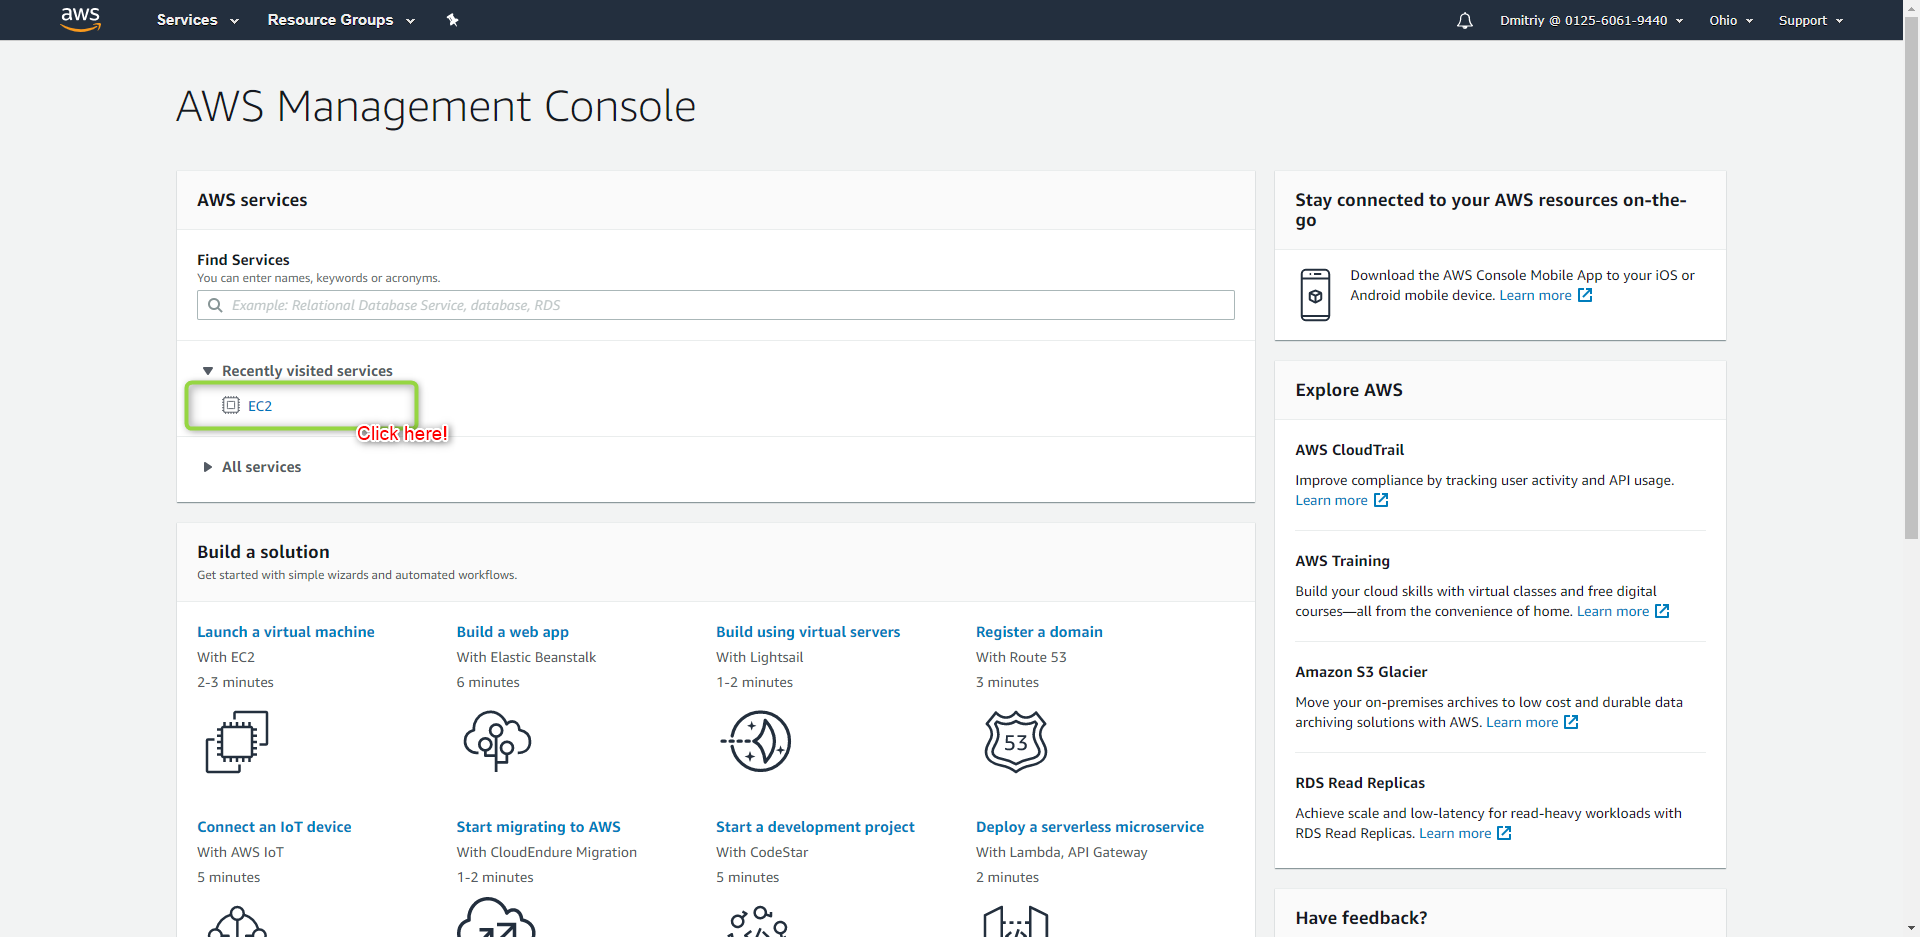 aws
Services
Resource Groups
Dmitriy @ 0125-6061-9440
Ohio
Support
AWS Management Console
AWS services
Find Services
You can enter names, keywords or acronyms.
Example: Relational Database Service, database, RDS
Recently visited services
EC2
Click here!
All services
Build a solution
Get started with simple wizards and automated workflows.
Launch a virtual machine
With EC2
2-3 minutes
Build a web app
With Elastic Beanstalk
6 minutes
Build using virtual servers
With Lightsail
1-2 minutes
Register a domain
With Route 53
3 minutes
53
Connect an IoT device
With AWS IoT
5 minutes
Start migrating to AWS
With CloudEndure Migration
1-2 minutes
Start a development project
With CodeStar
5 minutes
Deploy a serverless microservice
With Lambda, API Gateway
2 minutes
Stay connected to your AWS resources on-the-
go
Download the AWS Console Mobile App to your iOS or
Android mobile device. Learn more
Explore AWS
AWS CloudTrail
Improve compliance by tracking user activity and API usage.
Learn more
AWS Training
Build your cloud skills with virtual classes and free digital
courses—all from the convenience of home. Learn more
Amazon S3 Glacier
Move your on-premises archives to low cost and durable data
archiving solutions with AWS. Learn more
RDS Read Replicas
Achieve scale and low-latency for read-heavy workloads with
RDS Read Replicas. Learn more
Have feedback?